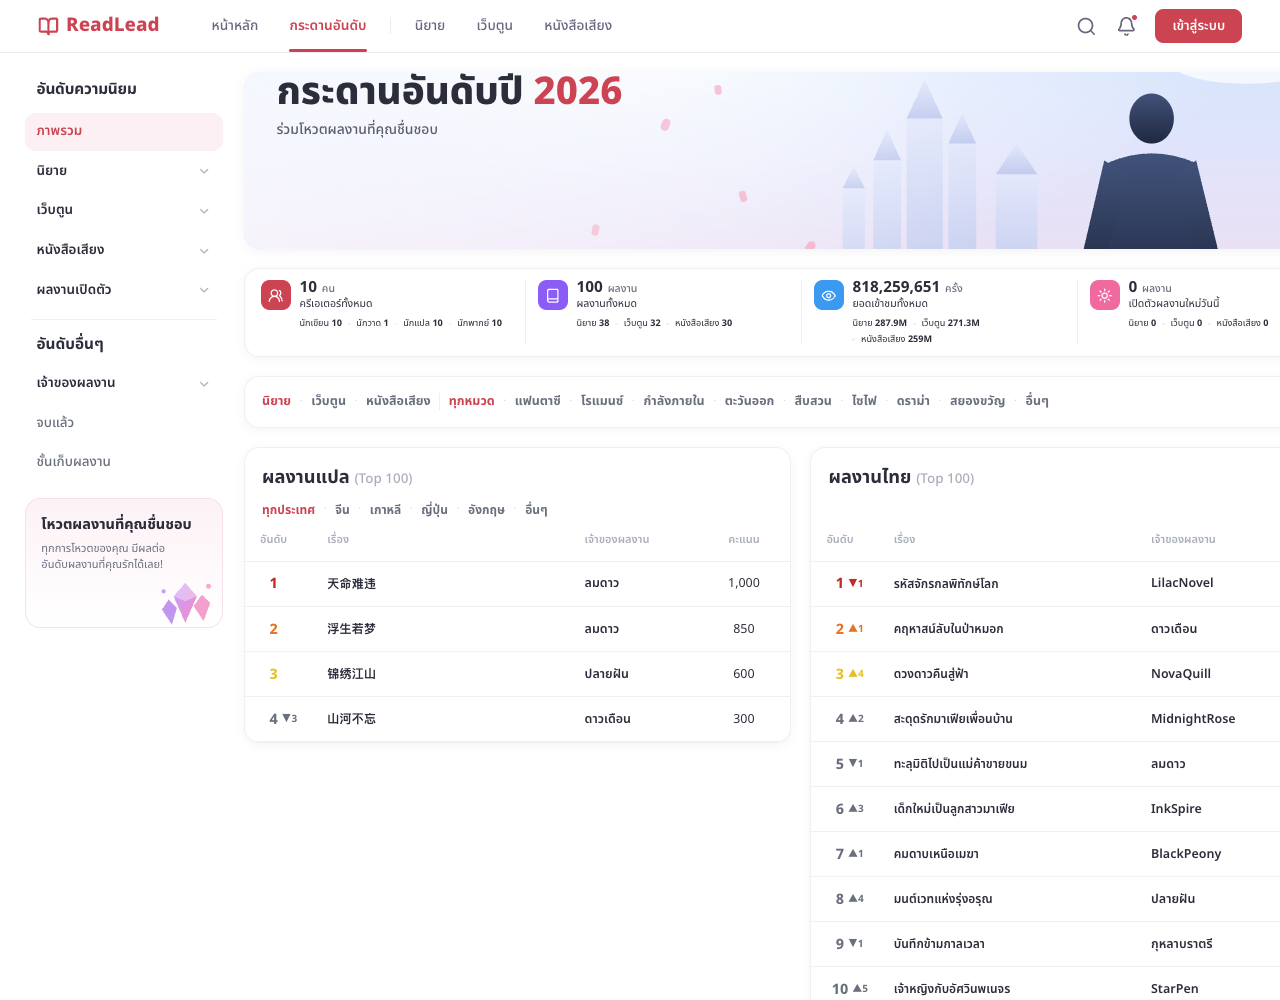 ReadLead หน้าหลัก กระดานอันดับ นิยาย เว็บตูน หนังสือเสียง เข้าสู่ระบบ
อันดับความนิยม
ภาพรวม
นิยาย
เว็บตูน
หนังสือเสียง
ผลงานเปิดตัว
อันดับอื่นๆ
เจ้าของผลงาน
จบแล้ว
ชั้นเก็บผลงาน
โหวตผลงานที่คุณชื่นชอบ
ทุกการโหวตของคุณ มีผลต่อ
อันดับผลงานที่คุณรักได้เลย!
กระดานอันดับปี 2026
ร่วมโหวตผลงานที่คุณชื่นชอบ
10 คน
ครีเอเตอร์ทั้งหมด
นักเขียน 10 · นักวาด 1 · นักแปล 10 · นักพากย์ 10
100 ผลงาน
ผลงานทั้งหมด
นิยาย 38 · เว็บตูน 32 · หนังสือเสียง 30
818,259,651 ครั้ง
ยอดเข้าชมทั้งหมด
นิยาย 287.9M · เว็บตูน 271.3M
· หนังสือเสียง 259M
0 ผลงาน
เปิดตัวผลงานใหม่วันนี้
นิยาย 0 · เว็บตูน 0 · หนังสือเสียง 0
นิยาย · เว็บตูน · หนังสือเสียง ทุกหมวด · แฟนตาซี · โรแมนซ์ · กำลังภายใน · ตะวันออก · สืบสวน · ไซไฟ · ดราม่า · สยองขวัญ · อื่นๆ
ผลงานแปล (Top 100)
ทุกประเทศ · จีน · เกาหลี · ญี่ปุ่น · อังกฤษ · อื่นๆ
อันดับ เรื่อง เจ้าของผลงาน คะแนน
1 天命难违 ลมดาว 1,000
2 浮生若梦 ลมดาว 850
3 锦绣江山 ปลายฝัน 600
4 ▼3 山河不忘 ดาวเดือน 300
ผลงานไทย (Top 100)
อันดับ เรื่อง เจ้าของผลงาน
1 ▼1 รหัสจักรกลพิทักษ์โลก LilacNovel
2 ▲1 คฤหาสน์ลับในป่าหมอก ดาวเดือน
3 ▲4 ดวงดาวคืนสู่ฟ้า NovaQuill
4 ▲2 สะดุดรักมาเฟียเพื่อนบ้าน MidnightRose
5 ▼1 ทะลุมิติไปเป็นแม่ค้าขายขนม ลมดาว
6 ▲3 เด็กใหม่เป็นลูกสาวมาเฟีย InkSpire
7 ▲1 คมดาบเหนือเมฆา BlackPeony
8 ▲4 มนต์เวทแห่งรุ่งอรุณ ปลายฝัน
9 ▼1 บันทึกข้ามกาลเวลา กุหลาบราตรี
10 ▲5 เจ้าหญิงกับอัศวินพเนจร StarPen